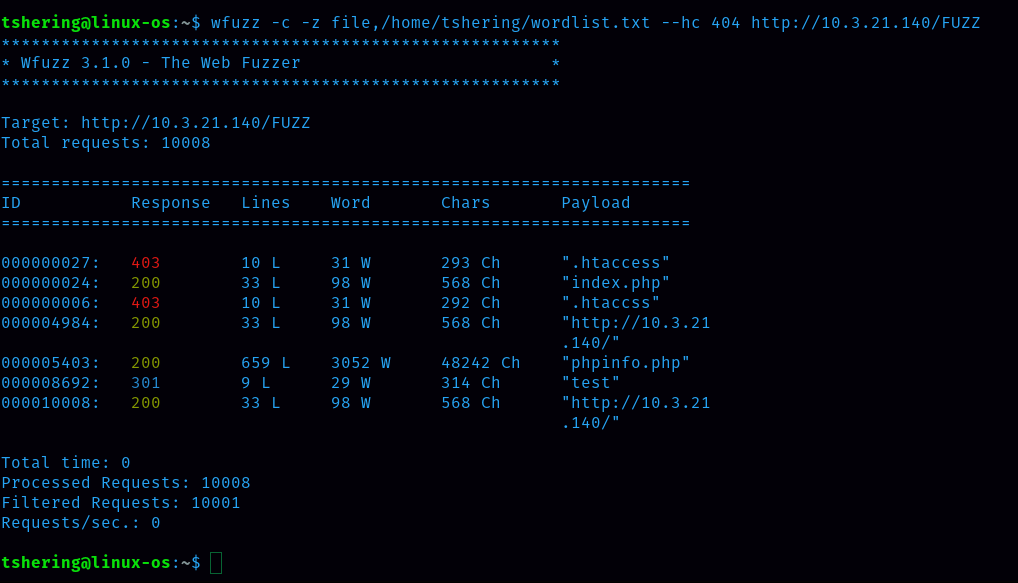 tshering@linux-os:~$ wfuzz -c -z file,/home/tshering/wordlist.txt --hc 404 http://10.3.21.140/FUZZ
********************************************************
* Wfuzz 3.1.0 - The Web Fuzzer                         *
********************************************************
Target: http://10.3.21.140/FUZZ
Total requests: 10008
=====================================================================
ID           Response   Lines    Word       Chars       Payload
=====================================================================
000000027:   403        10 L     31 W       293 Ch      ".htaccess"
000000024:   200        33 L     98 W       568 Ch      "index.php"
000000006:   403        10 L     31 W       292 Ch      ".htaccss"
000004984:   200        33 L     98 W       568 Ch      "http://10.3.21
                                                        .140/"
000005403:   200        659 L    3052 W     48242 Ch    "phpinfo.php"
000008692:   301        9 L      29 W       314 Ch      "test"
000010008:   200        33 L     98 W       568 Ch      "http://10.3.21
                                                        .140/"
Total time: 0
Processed Requests: 10008
Filtered Requests: 10001
Requests/sec.: 0
tshering@linux-os:~$